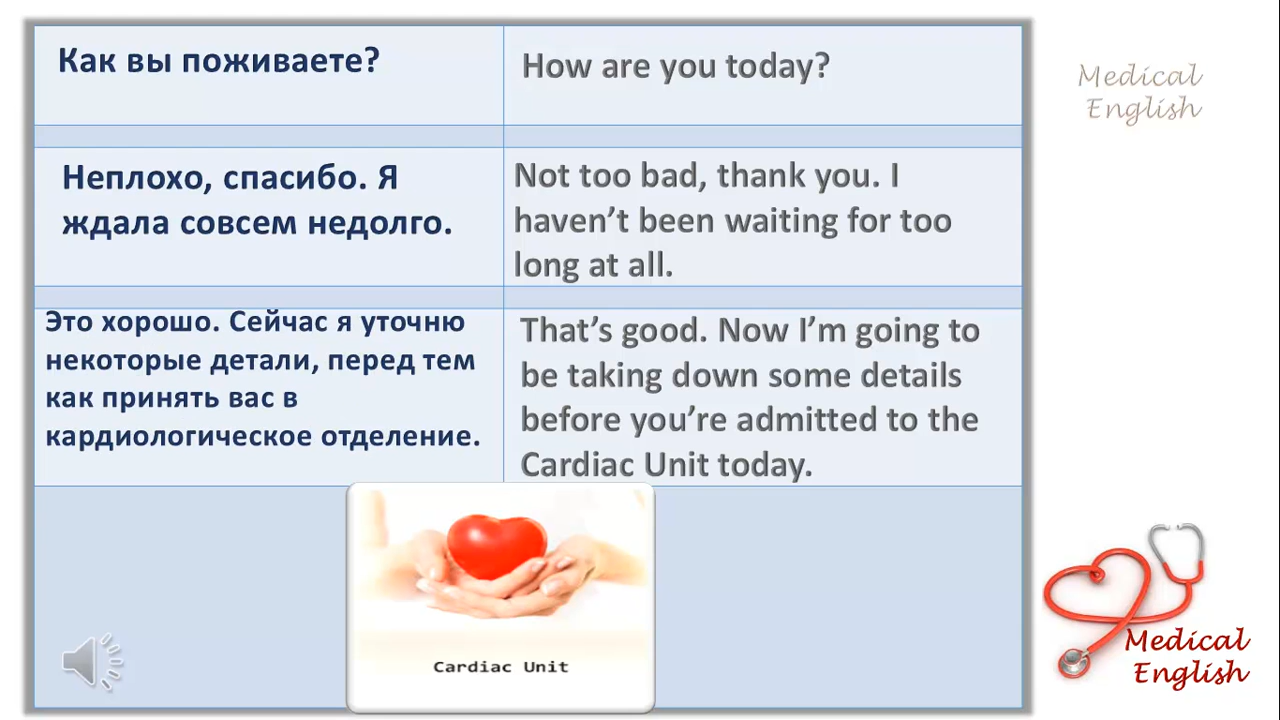 Как вы поживаете?
How are you today?
Medical
English
Неплохо, спасибо. Я
ждала совсем недолго.
Not too bad, thank you. I
haven’t been waiting for too
long at all.
Это хорошо. Сейчас я уточню
некоторые детали, перед тем
как принять вас в
кардиологическое отделение.
That’s good. Now I’m going to
be taking down some details
before you’re admitted to the
Cardiac Unit today.
Cardiac Unit
Medical
English